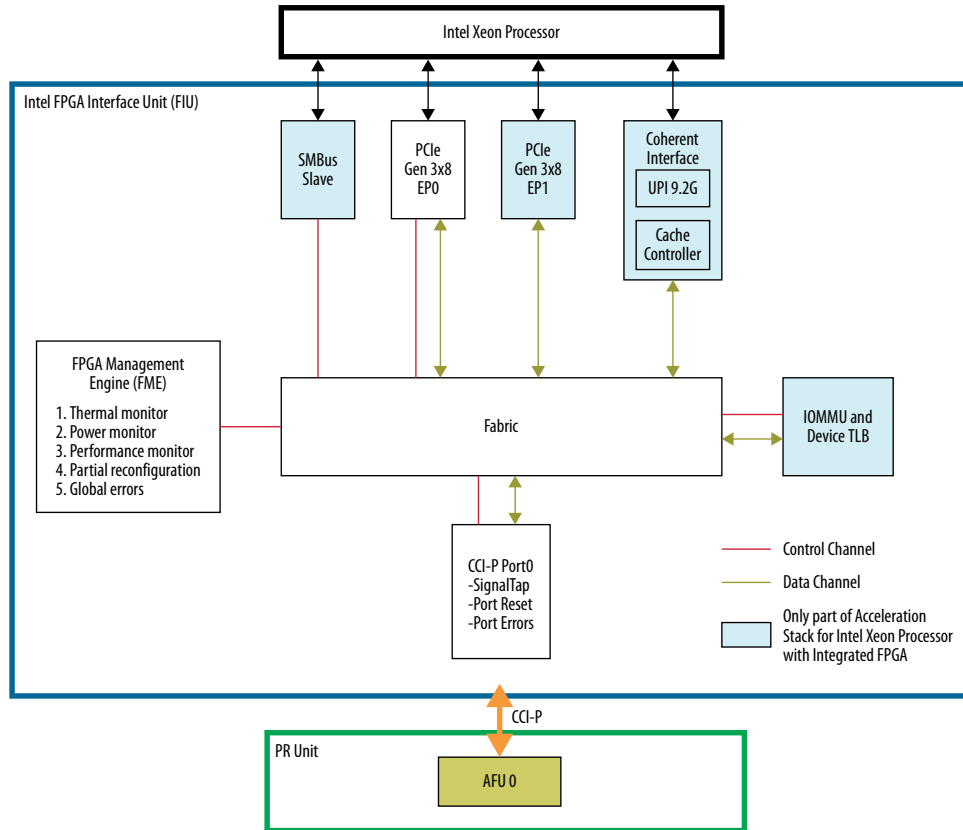 Intel Xeon Processor
Intel FPGA Interface Unit (FIU)
SMBus
Slave
PCIe
Gen 3x8
EP0
PCIe
Gen 3x8
EP1
Coherent
Interface
UPI 9.2G
Cache
Controller
FPGA Management
Engine (FME)
1. Thermal monitor
2. Power monitor
3. Performance monitor
4. Partial reconfiguration
5. Global errors
Fabric
IOMMU and
Device TLB
CCI-P Port0
-SignalTap
-Port Reset
-Port Errors
Control Channel
Data Channel
Only part of Acceleration
Stack for Intel Xeon Processor
with Integrated FPGA
CCI-P
PR Unit
AFU 0